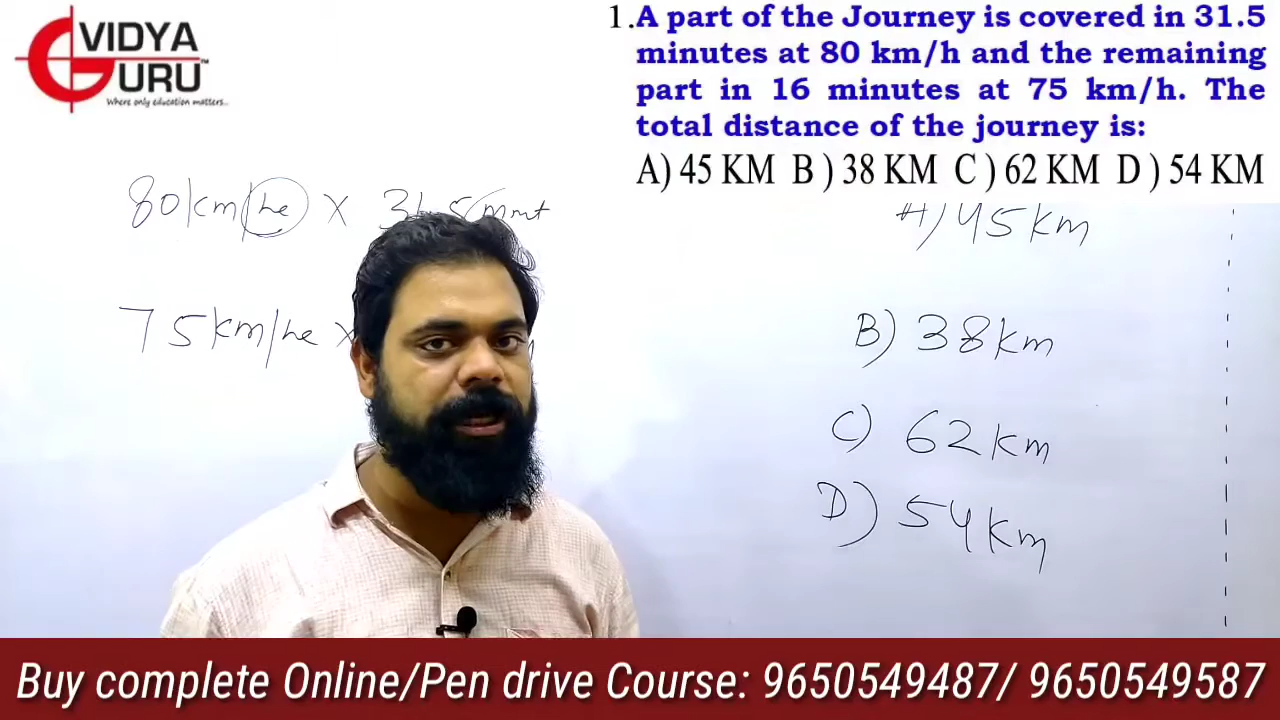 VIDYA
GURU
TM
Where only education matters...
1. A part of the Journey is covered in 31.5
minutes at 80 km/h and the remaining
part in 16 minutes at 75 km/h. The
total distance of the journey is:
A) 45 KM B ) 38 KM C ) 62 KM D ) 54 KM
80 km/hr ×
A) 45 km
75 km/hr ×
B) 38 km
C) 62 km
D) 54 km
Buy complete Online/Pen drive Course: 9650549487/ 9650549587